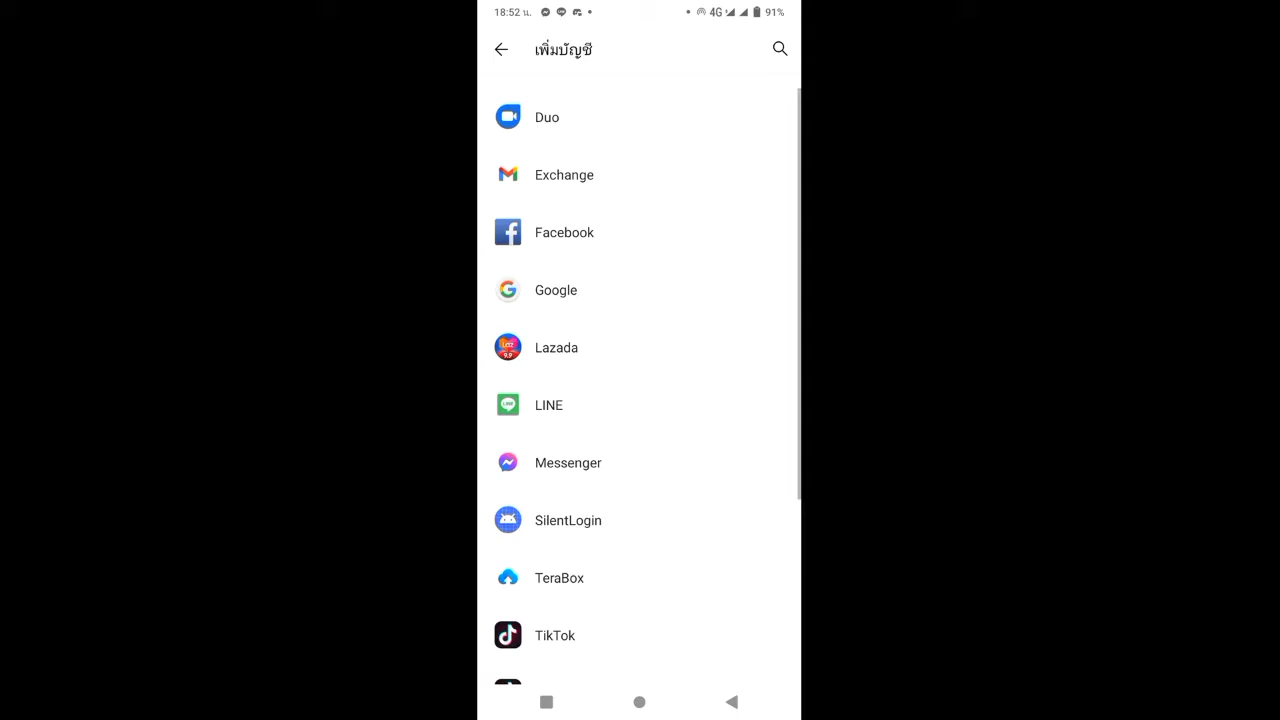 18:52 น.
4G 91%
เพิ่มบัญชี
Duo
Exchange
Facebook
Google
Lazada
LINE
Messenger
SilentLogin
TeraBox
TikTok